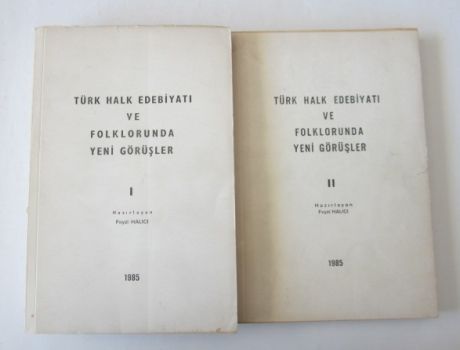 TÜRK HALK EDEBİYATI
VE
FOLKLORUNDA
YENİ GÖRÜŞLER
I
Hazırlayan
Feyzi HALICI
1985
TÜRK HALK EDEBİYATI
VE
FOLKLORUNDA
YENİ GÖRÜŞLER
II
Hazırlayan
Feyzi HALICI
1985